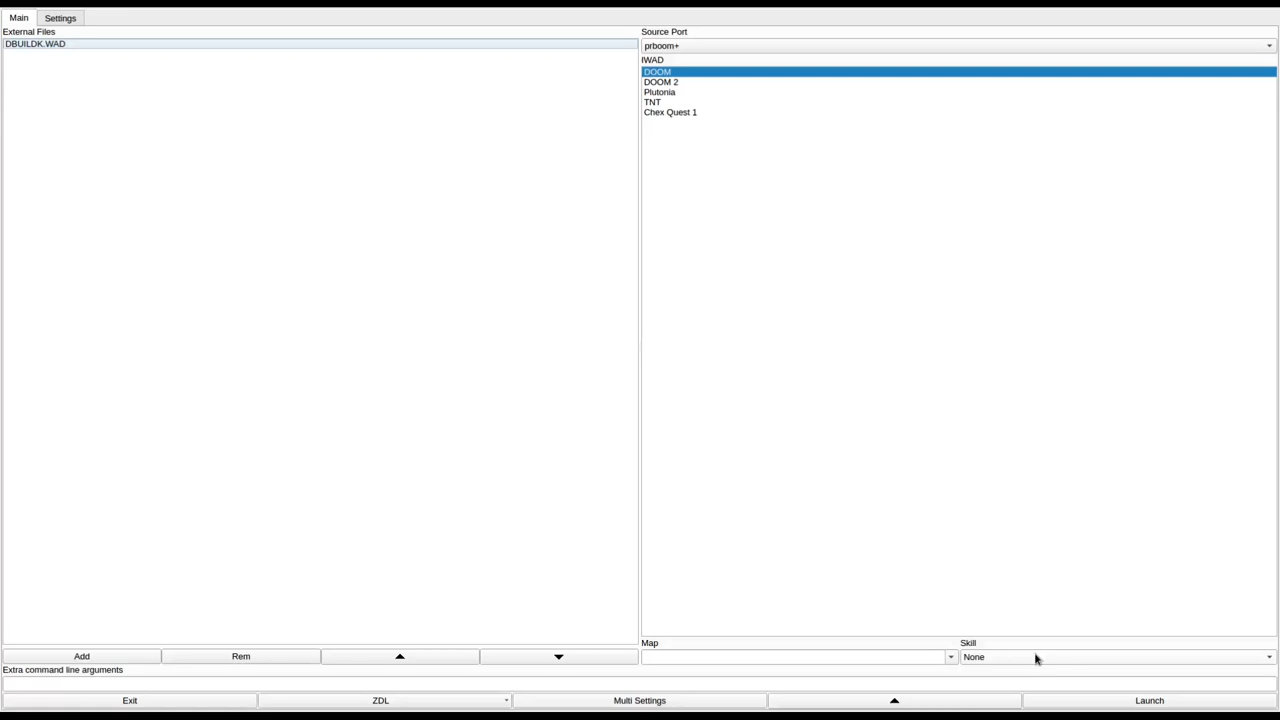 Main Settings
External Files
DBUILDK.WAD
Source Port
prboom+
IWAD
DOOM
DOOM 2
Plutonia
TNT
Chex Quest 1
Map Skill
None
Add Rem
Extra command line arguments
Exit ZDL Multi Settings Launch